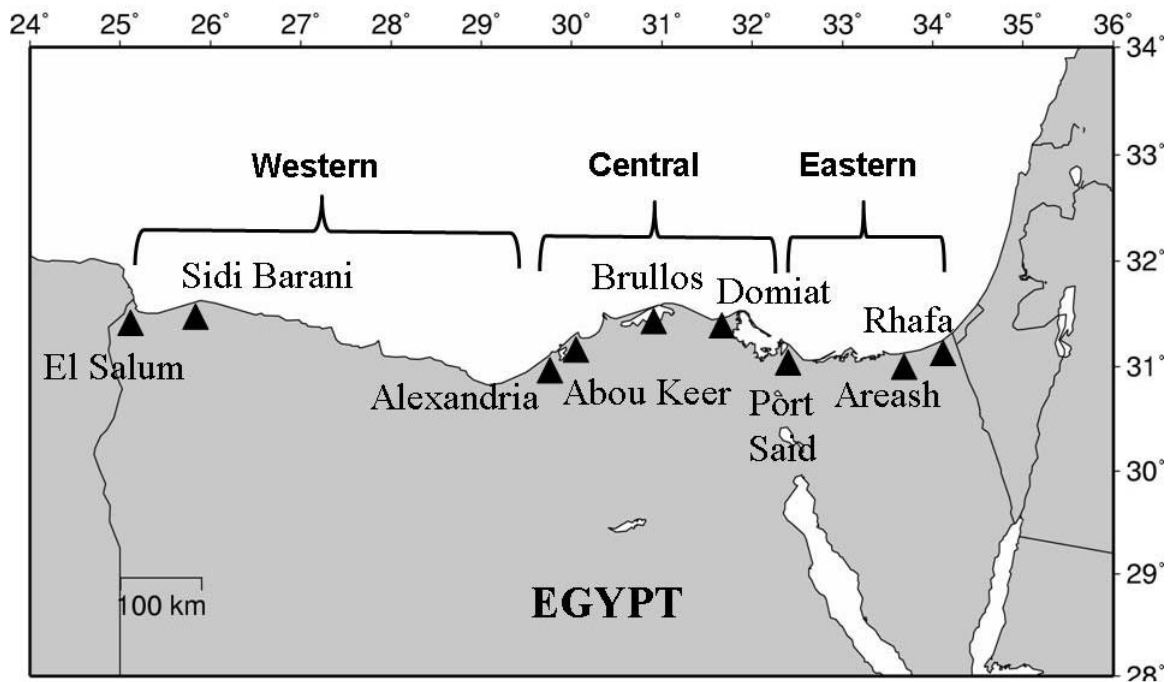 24° 25° 26° 27° 28° 29° 30° 31° 32° 33° 34° 35° 36°
34°
33°
Western Central Eastern
32°
Sidi Barani Brullos Domiat
Rhafa
El Salum
31°
Alexandria Abou Keer Port Areash
Said
30°
29°
100 km
EGYPT
28°